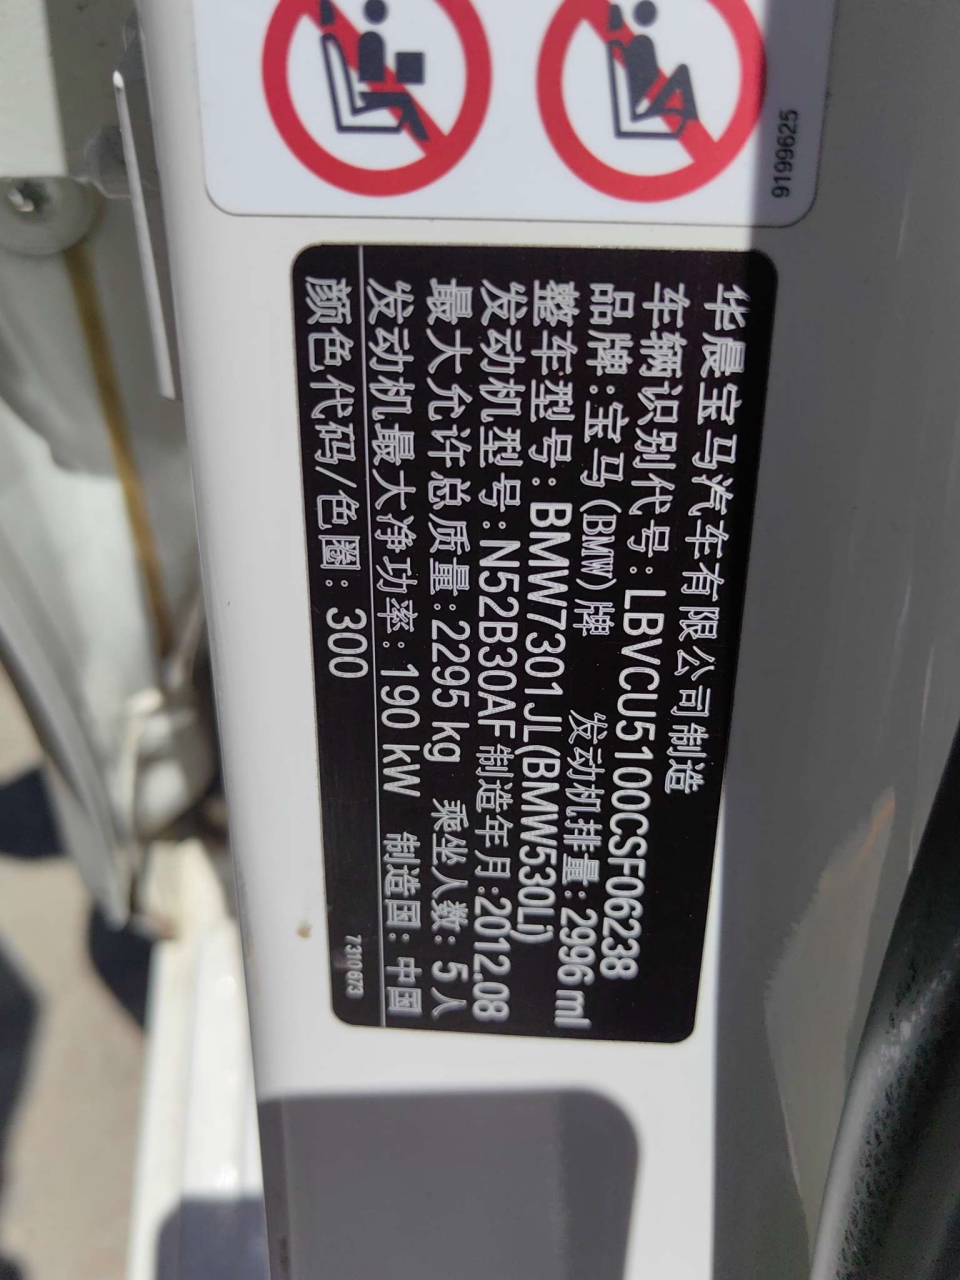 9199625
华晨宝马汽车有限公司制造
车辆识别代号:LBVCU5100CSF06238
品牌:宝马(BMW)牌 发动机排量:2996 ml
整车型号:BMW7301JL(BMW530Li)
发动机型号:N52B30AF 制造年月:2012.08
最大允许总质量:2295 kg 乘坐人数:5人
发动机最大净功率:190 kW 制造国:中国
颜色代码/色圈:300
7310 673